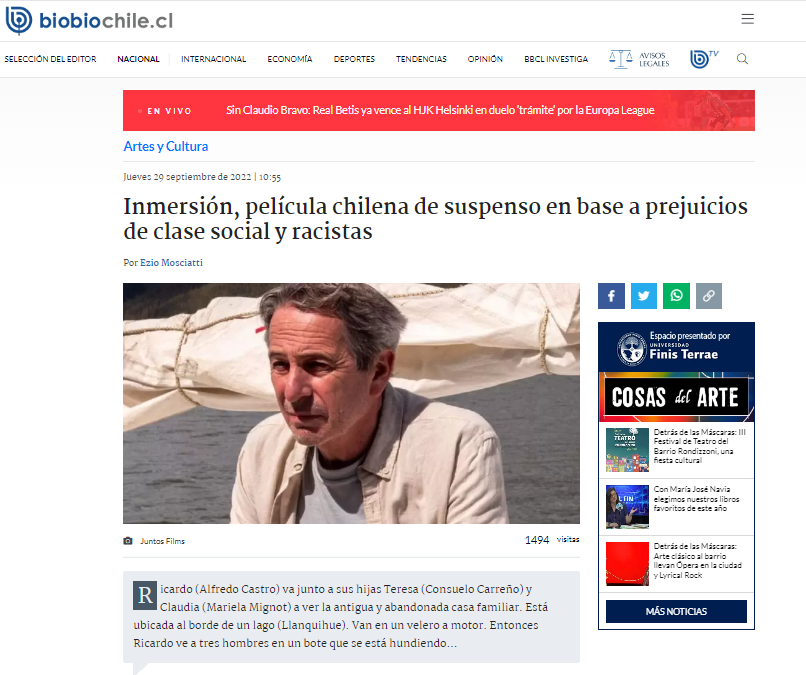 biobiochile.cl
SELECCIÓN DEL EDITOR NACIONAL INTERNACIONAL ECONOMÍA DEPORTES TENDENCIAS OPINIÓN BBCL INVESTIGA AVISOS LEGALES TV
EN VIVO Sin Claudio Bravo: Real Betis ya vence al HJK Helsinki en duelo 'trámite' por la Europa League
Artes y Cultura
Jueves 29 septiembre de 2022 | 10:55
Inmersión, película chilena de suspenso en base a prejuicios
de clase social y racistas
Por Ezio Mosciatti
Juntos Films
1494 visitas
Ricardo (Alfredo Castro) va junto a sus hijas Teresa (Consuelo Carreño) y
Claudia (Mariela Mignot) a ver la antigua y abandonada casa familiar. Está
ubicada al borde de un lago (Llanquihue). Van en un velero a motor. Entonces
Ricardo ve a tres hombres en un bote que se está hundiendo...
Espacio presentado por
UNIVERSIDAD
Finis Terrae
COSAS del ARTE
Detrás de las Máscaras: III
Festival de Teatro del
Barrio Rondizzoni, una
fiesta cultural
Con María José Navia
elegimos nuestros libros
favoritos de este año
Detrás de las Máscaras:
Arte clásico al barrio
llevan Ópera en la ciudad
y Lyrical Rock
MÁS NOTICIAS